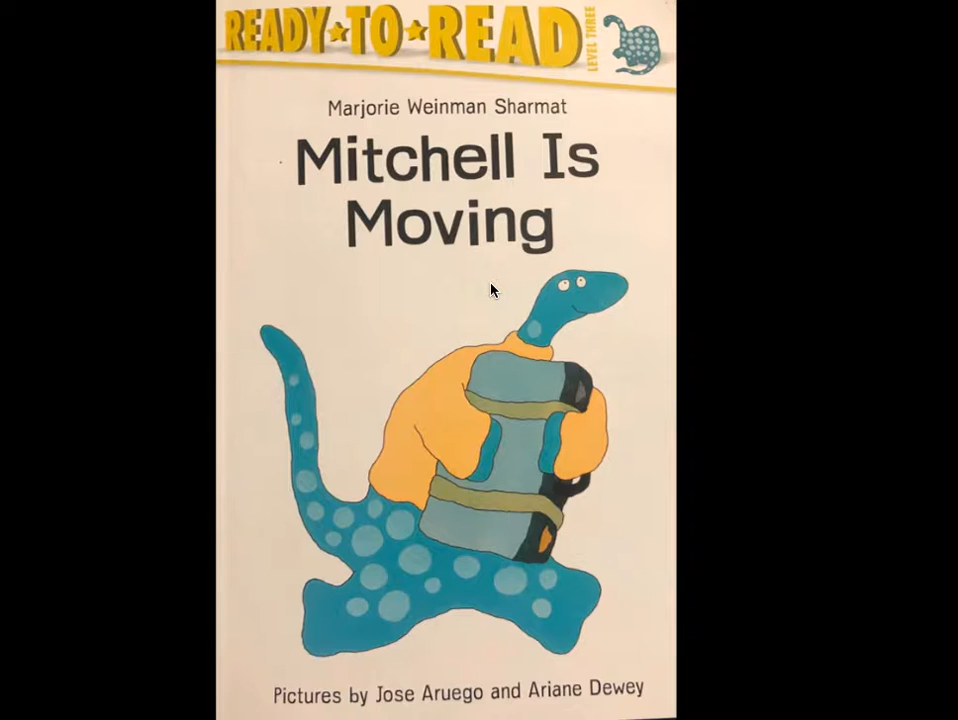 READY★TO★READ
LEVEL THREE
Marjorie Weinman Sharmat
Mitchell Is
Moving
Pictures by Jose Aruego and Ariane Dewey